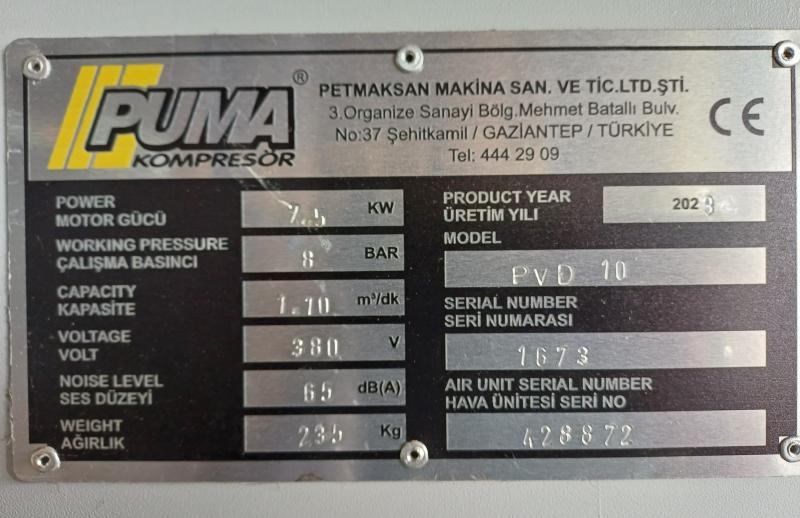 PUMA ®
KOMPRESÖR
PETMAKSAN MAKİNA SAN. VE TİC.LTD.ŞTİ.
3.Organize Sanayi Bölg.Mehmet Batallı Bulv.
No:37 Şehitkamil / GAZİANTEP / TÜRKİYE
Tel: 444 29 09
CE
POWER
MOTOR GÜCÜ
7.5 KW
WORKING PRESSURE
ÇALIŞMA BASINCI
8 BAR
CAPACITY
KAPASİTE
1.10 m³/dk
VOLTAGE
VOLT
380 V
NOISE LEVEL
SES DÜZEYİ
65 dB(A)
WEIGHT
AĞIRLIK
235 Kg
PRODUCT YEAR
ÜRETİM YILI
2023
MODEL
PVD 10
SERIAL NUMBER
SERİ NUMARASI
1673
AIR UNIT SERIAL NUMBER
HAVA ÜNİTESİ SERİ NO
428872